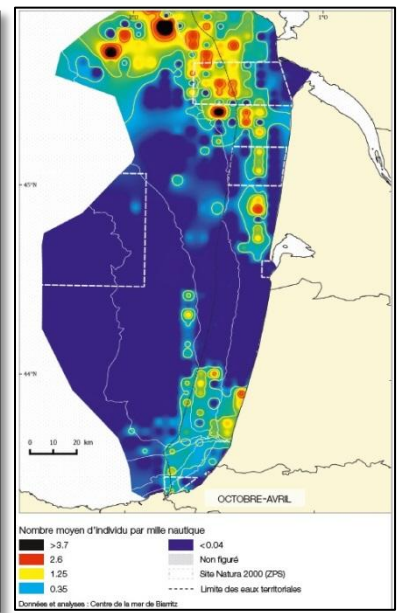 2°O
1°O
45°N
44°N
0 10 20 km
OCTOBRE-AVRIL
Nombre moyen d'individu par mille nautique
>3.7
<0.04
2.6
Non figuré
1.25
Site Natura 2000 (ZPS)
0.35
Limite des eaux territoriales
Données et analyses : Centre de la mer de Biarritz